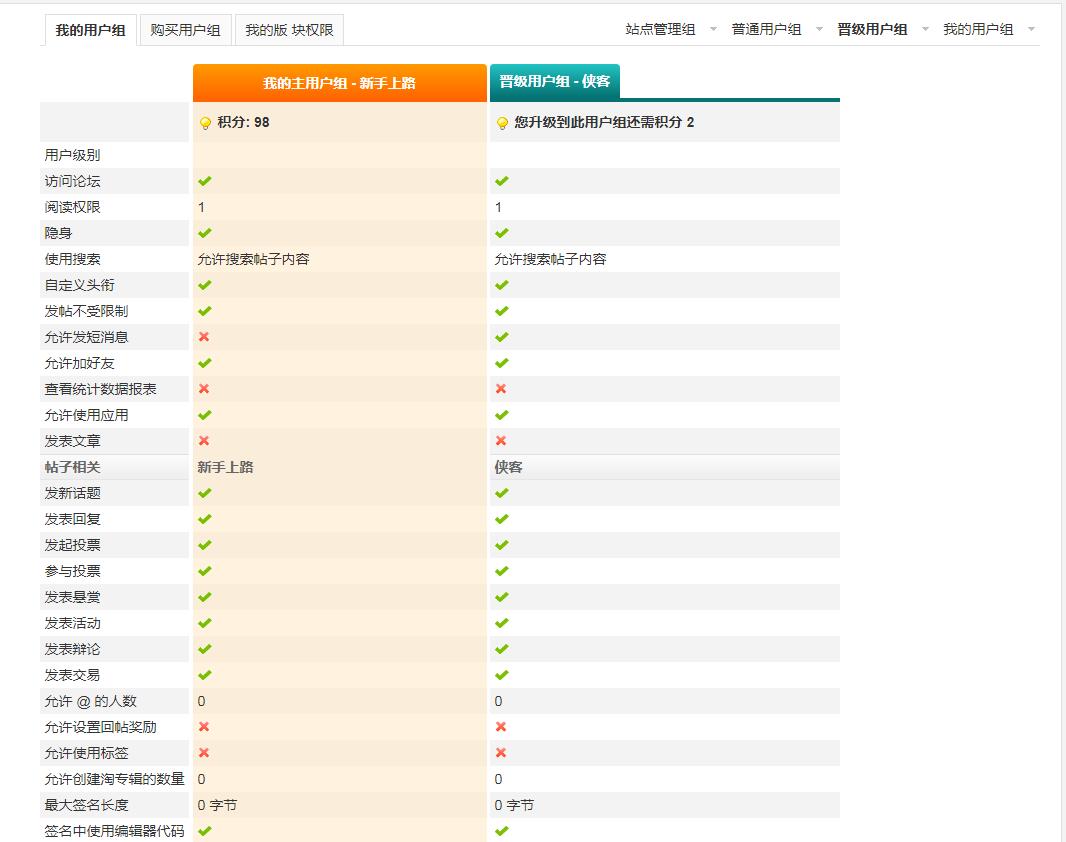 我的用户组 购买用户组 我的版 块权限 站点管理组 普通用户组 晋级用户组 我的用户组
我的主用户组 - 新手上路 晋级用户组 - 侠客
积分: 98 您升级到此用户组还需积分 2
用户级别
访问论坛
阅读权限 1 1
隐身
使用搜索 允许搜索帖子内容 允许搜索帖子内容
自定义头衔
发帖不受限制
允许发短消息
允许加好友
查看统计数据报表
允许使用应用
发表文章
帖子相关 新手上路 侠客
发新话题
发表回复
发起投票
参与投票
发表悬赏
发表活动
发表辩论
发表交易
允许 @ 的人数 0 0
允许设置回帖奖励
允许使用标签
允许创建淘专辑的数量 0 0
最大签名长度 0 字节 0 字节
签名中使用编辑器代码